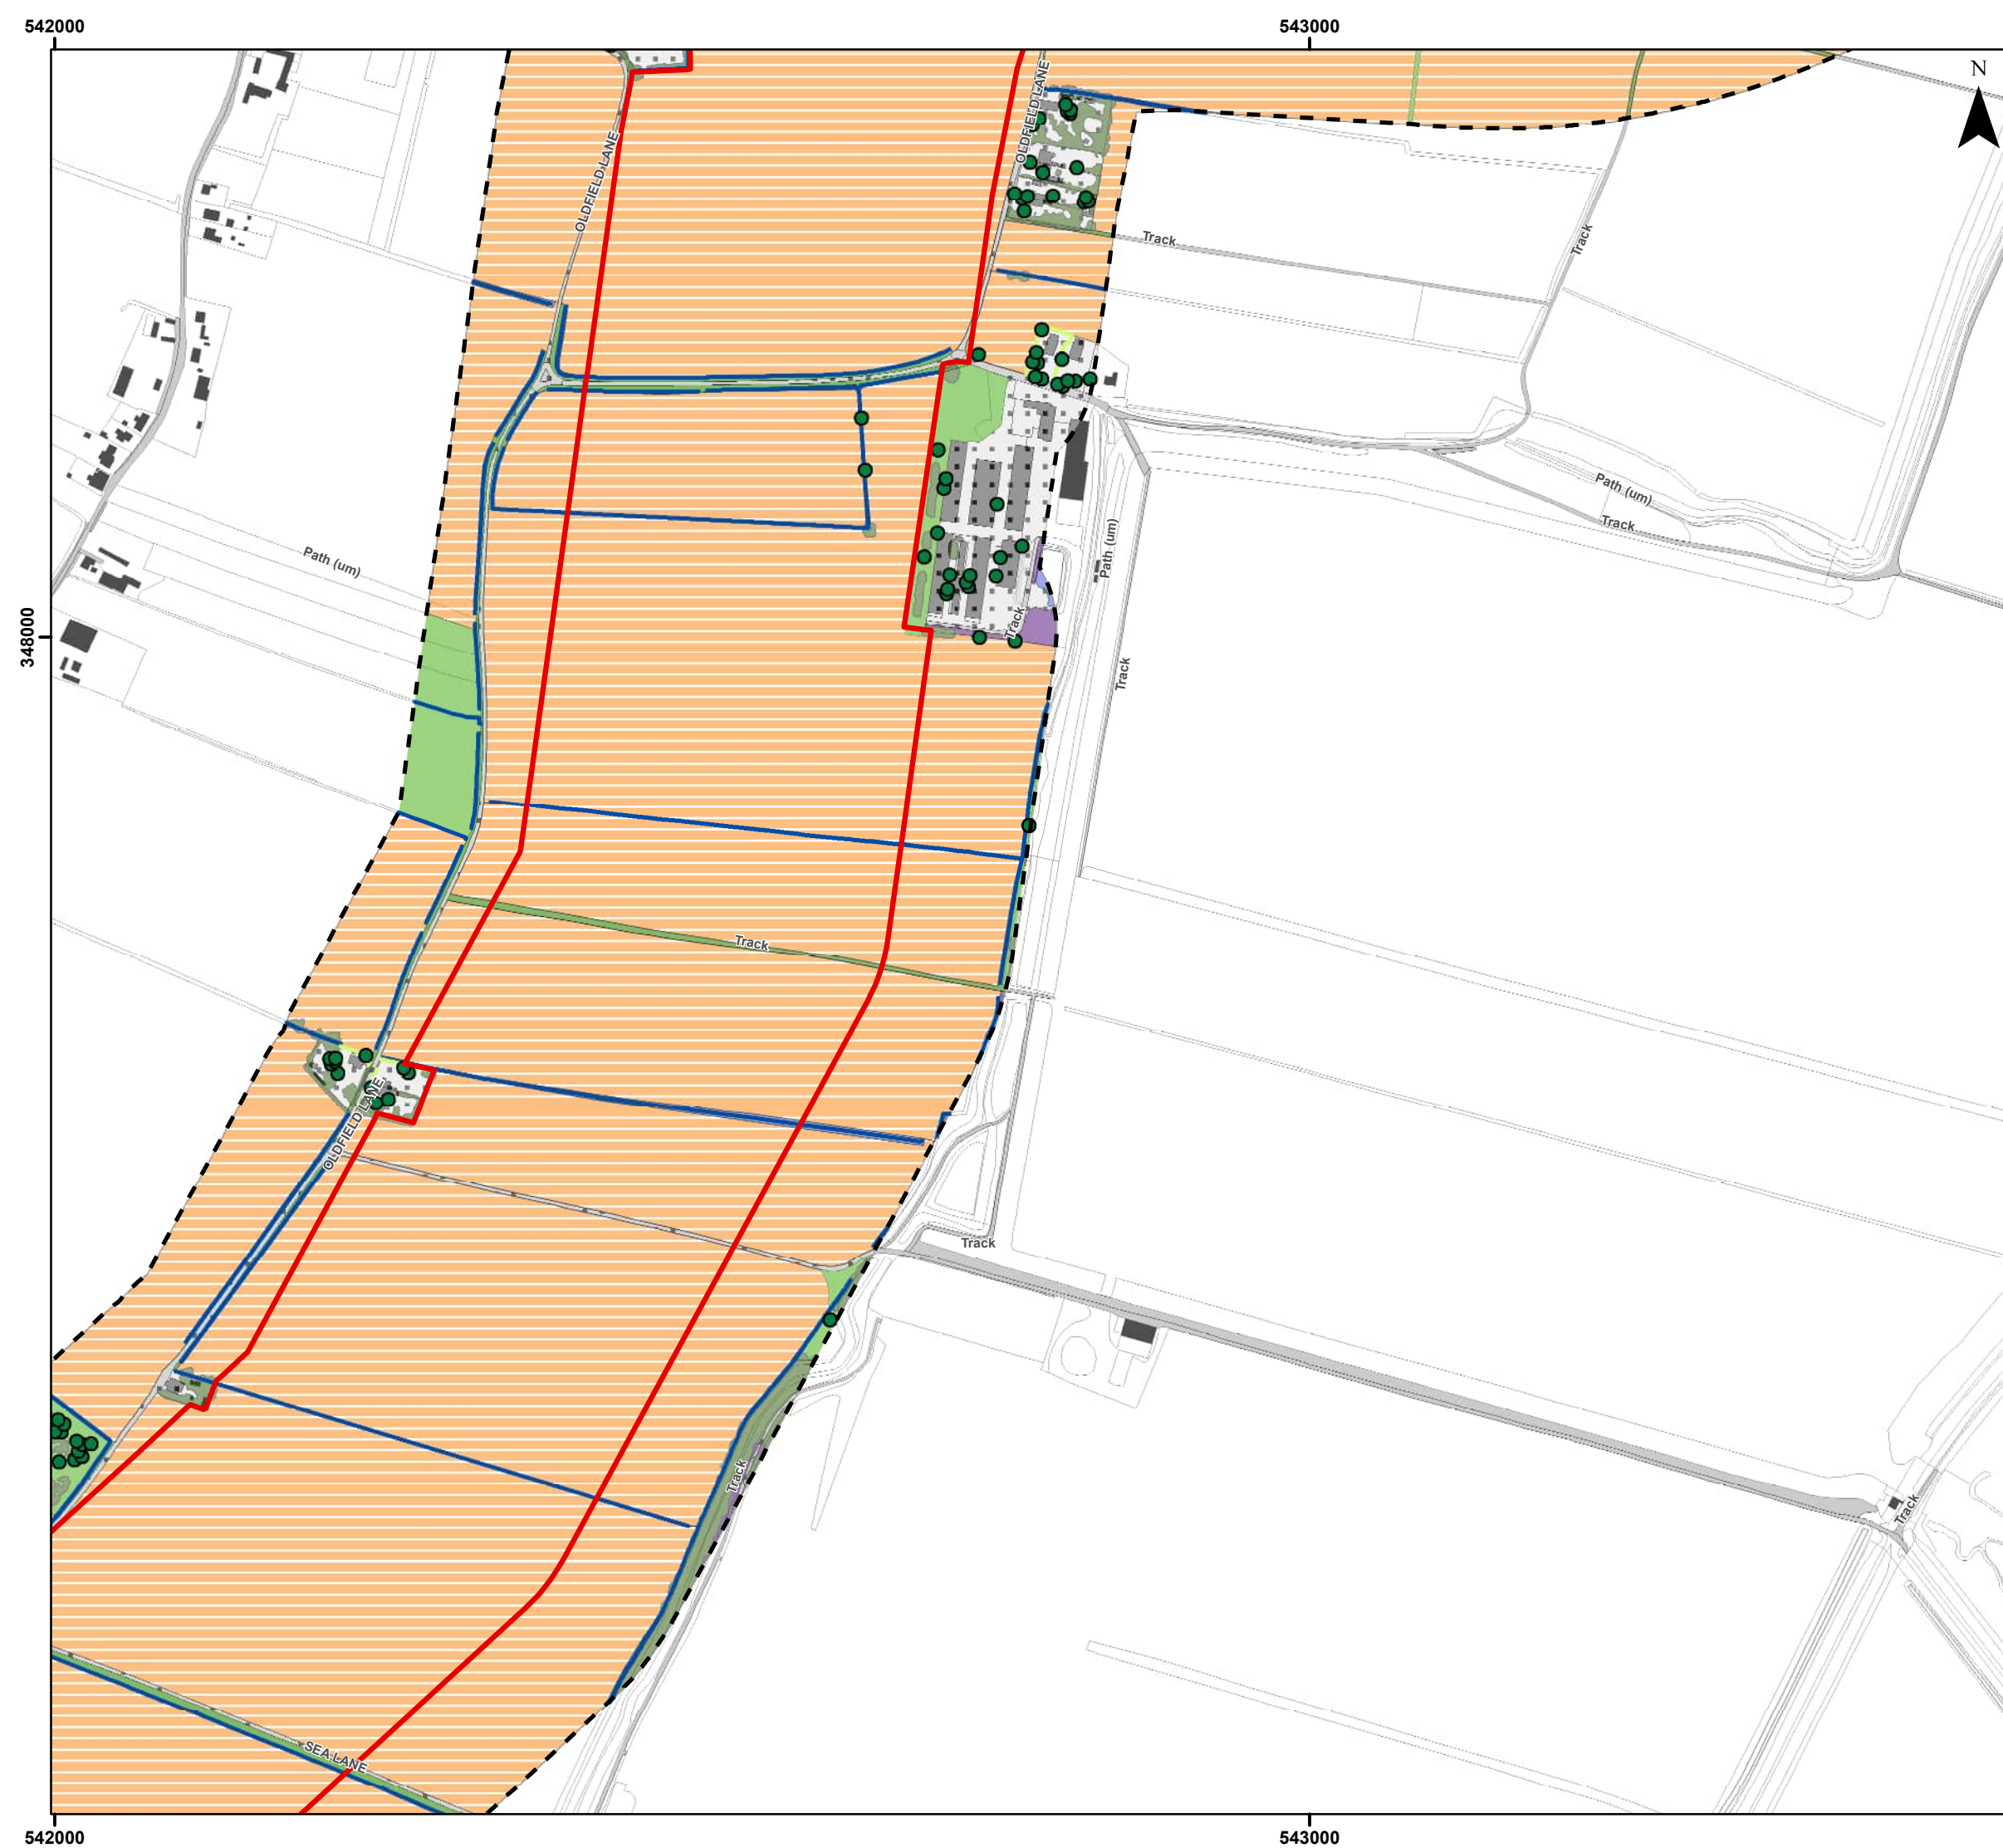 542000
543000
N
OLDFIELD LANE
OLDFIELD LANE
Track
Track
Path (um)
Track
Path (um)
Path (um)
348000
Track
Track
Track
OLDFIELD LANE
Track
Track
Track
SEA LANE
542000
543000